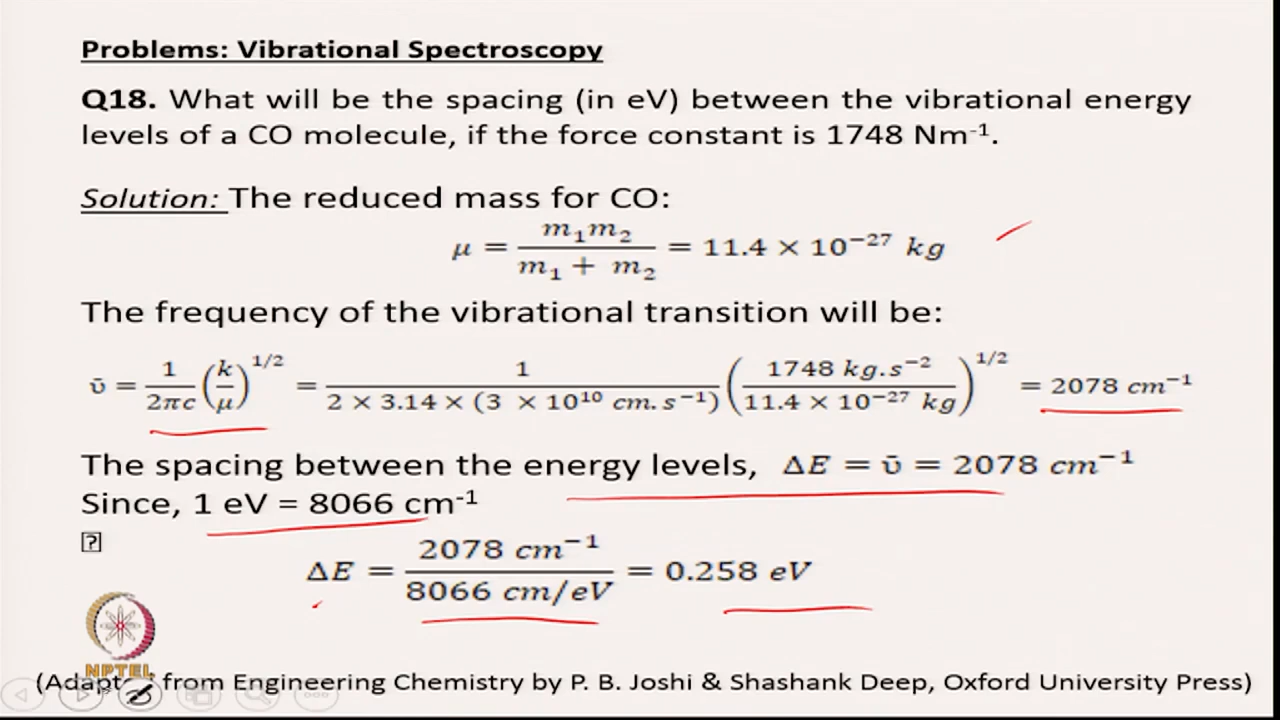 Problems: Vibrational Spectroscopy
Q18. What will be the spacing (in eV) between the vibrational energy
levels of a CO molecule, if the force constant is 1748 Nm⁻¹.
Solution: The reduced mass for CO:
μ = m₁m₂ / (m₁ + m₂) = 11.4 × 10⁻²⁷ kg
The frequency of the vibrational transition will be:
ῡ = 1/(2πc) (k/μ)^1/2 = 1/(2 × 3.14 × (3 × 10¹⁰ cm.s⁻¹)) (1748 kg.s⁻²/11.4 × 10⁻²⁷ kg)^1/2 = 2078 cm⁻¹
The spacing between the energy levels, ΔE = ῡ = 2078 cm⁻¹
Since, 1 eV = 8066 cm⁻¹
ΔE = 2078 cm⁻¹ / 8066 cm/eV = 0.258 eV
NPTEL
(Adapted from Engineering Chemistry by P. B. Joshi & Shashank Deep, Oxford University Press)